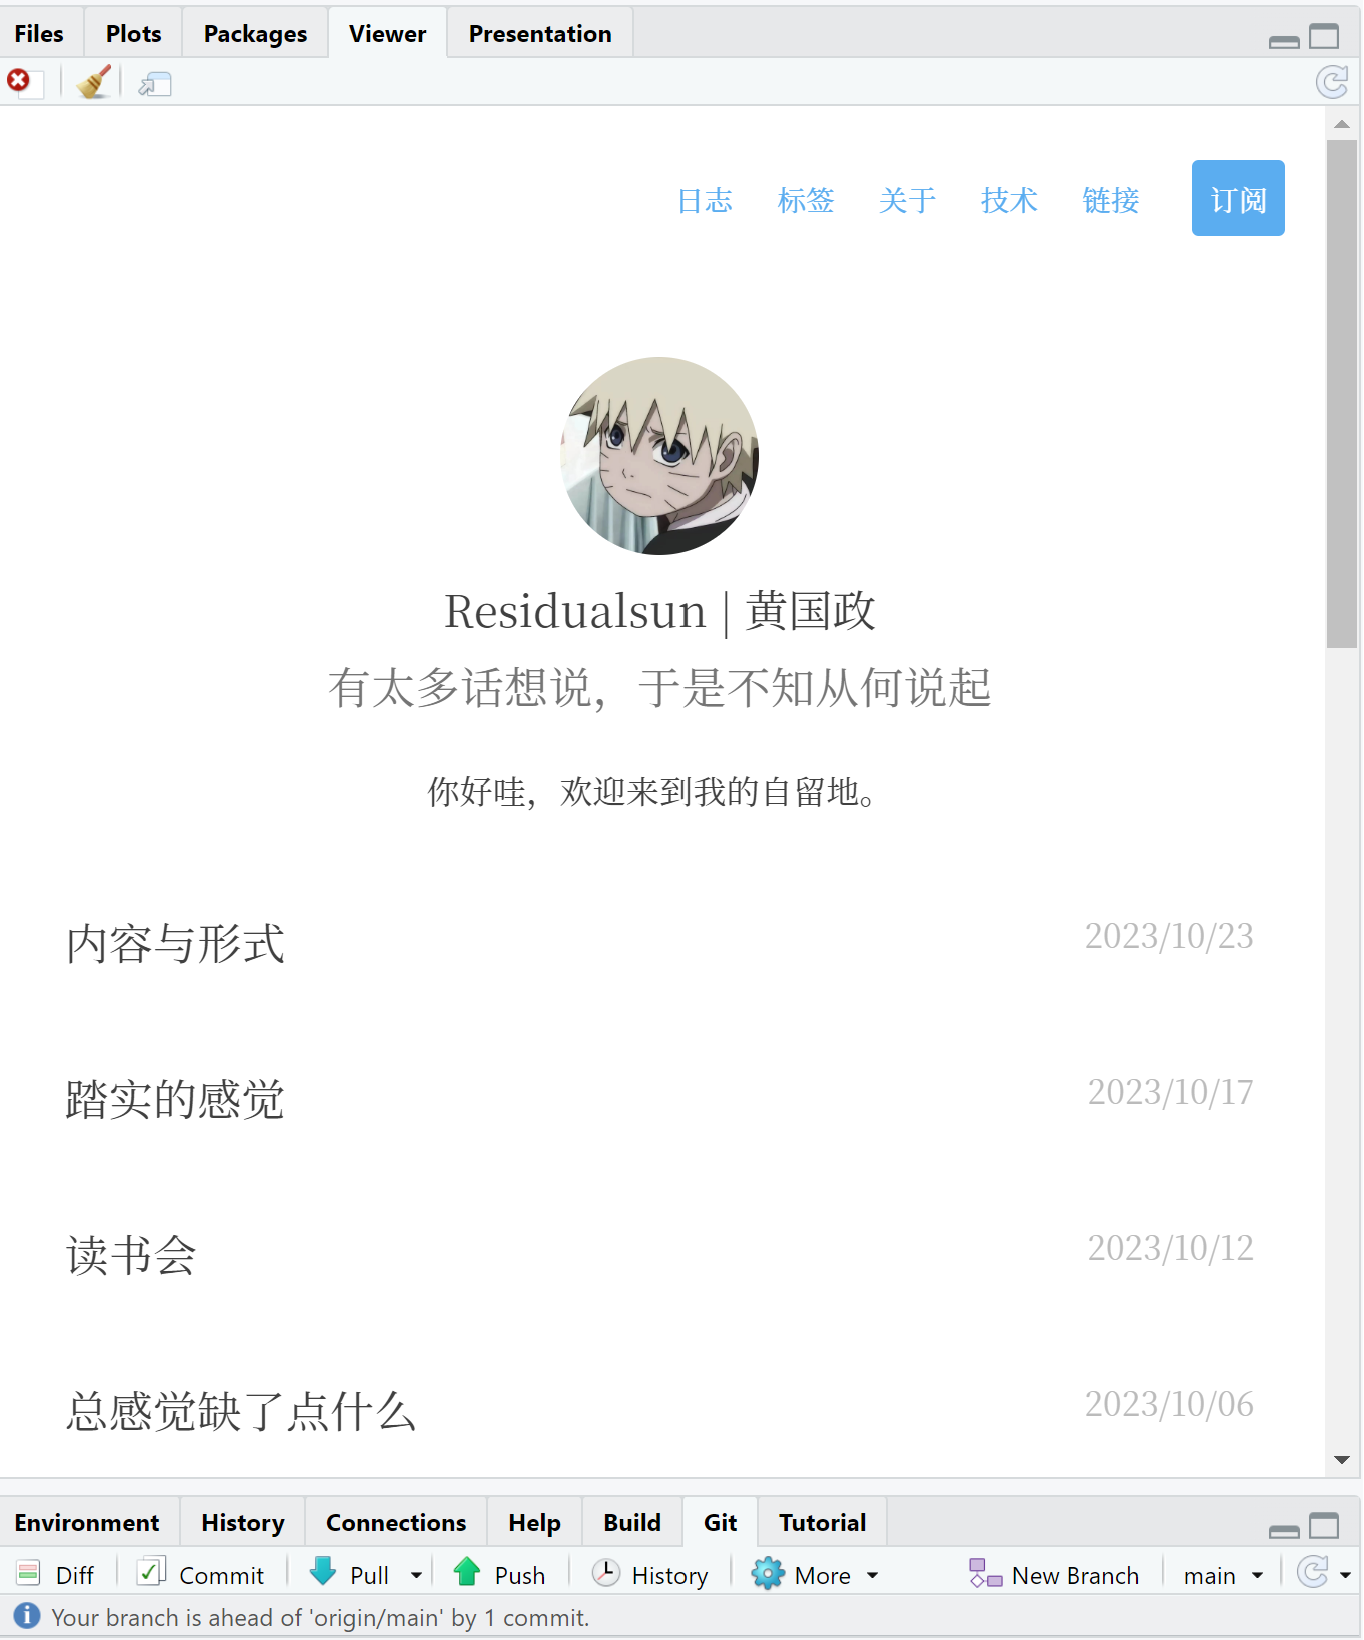 Files Plots Packages Viewer Presentation
日志 标签 关于 技术 链接 订阅
Residualsun | 黄国政
有太多话想说，于是不知从何说起
你好哇，欢迎来到我的自留地。
内容与形式 2023/10/23
踏实的感觉 2023/10/17
读书会 2023/10/12
总感觉缺了点什么 2023/10/06
Environment History Connections Help Build Git Tutorial
Diff Commit Pull Push History More New Branch main
Your branch is ahead of 'origin/main' by 1 commit.